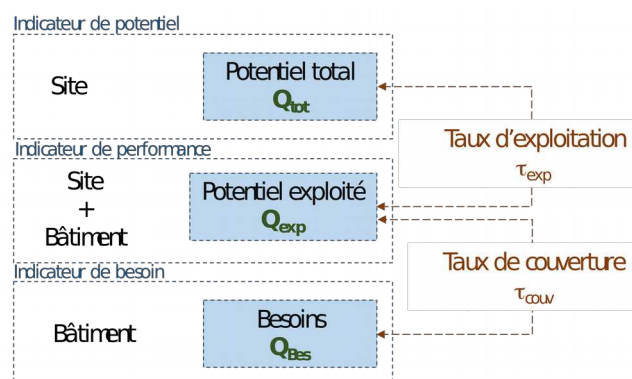 Indicateur de potentiel
Site
Potentiel total
Qtot
Taux d'exploitation
τexp
Indicateur de performance
Site
+
Bâtiment
Potentiel exploité
Qexp
Taux de couverture
τcouv
Indicateur de besoin
Bâtiment
Besoins
QBes